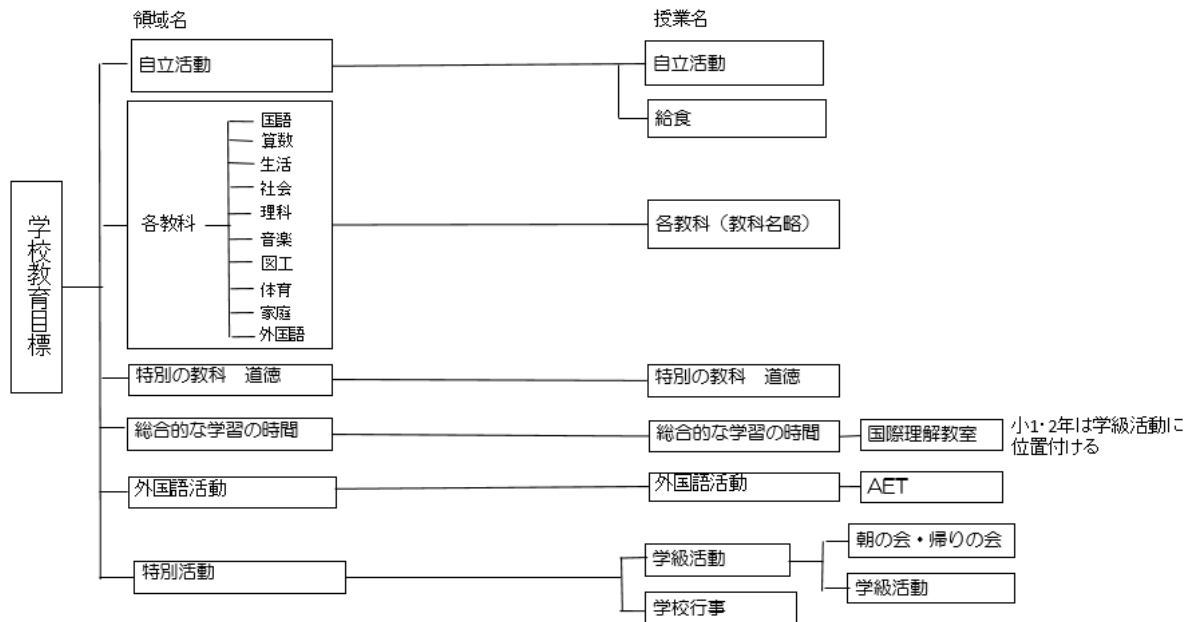 領域名
授業名
学校教育目標
自立活動
自立活動
給食
各教科
国語
算数
生活
社会
理科
音楽
図工
体育
家庭
外国語
各教科（教科名略）
特別の教科　道徳
特別の教科　道徳
総合的な学習の時間
総合的な学習の時間
国際理解教室
小1・2年は学級活動に
位置付ける
外国語活動
外国語活動
AET
特別活動
学級活動
朝の会・帰りの会
学級活動
学校行事